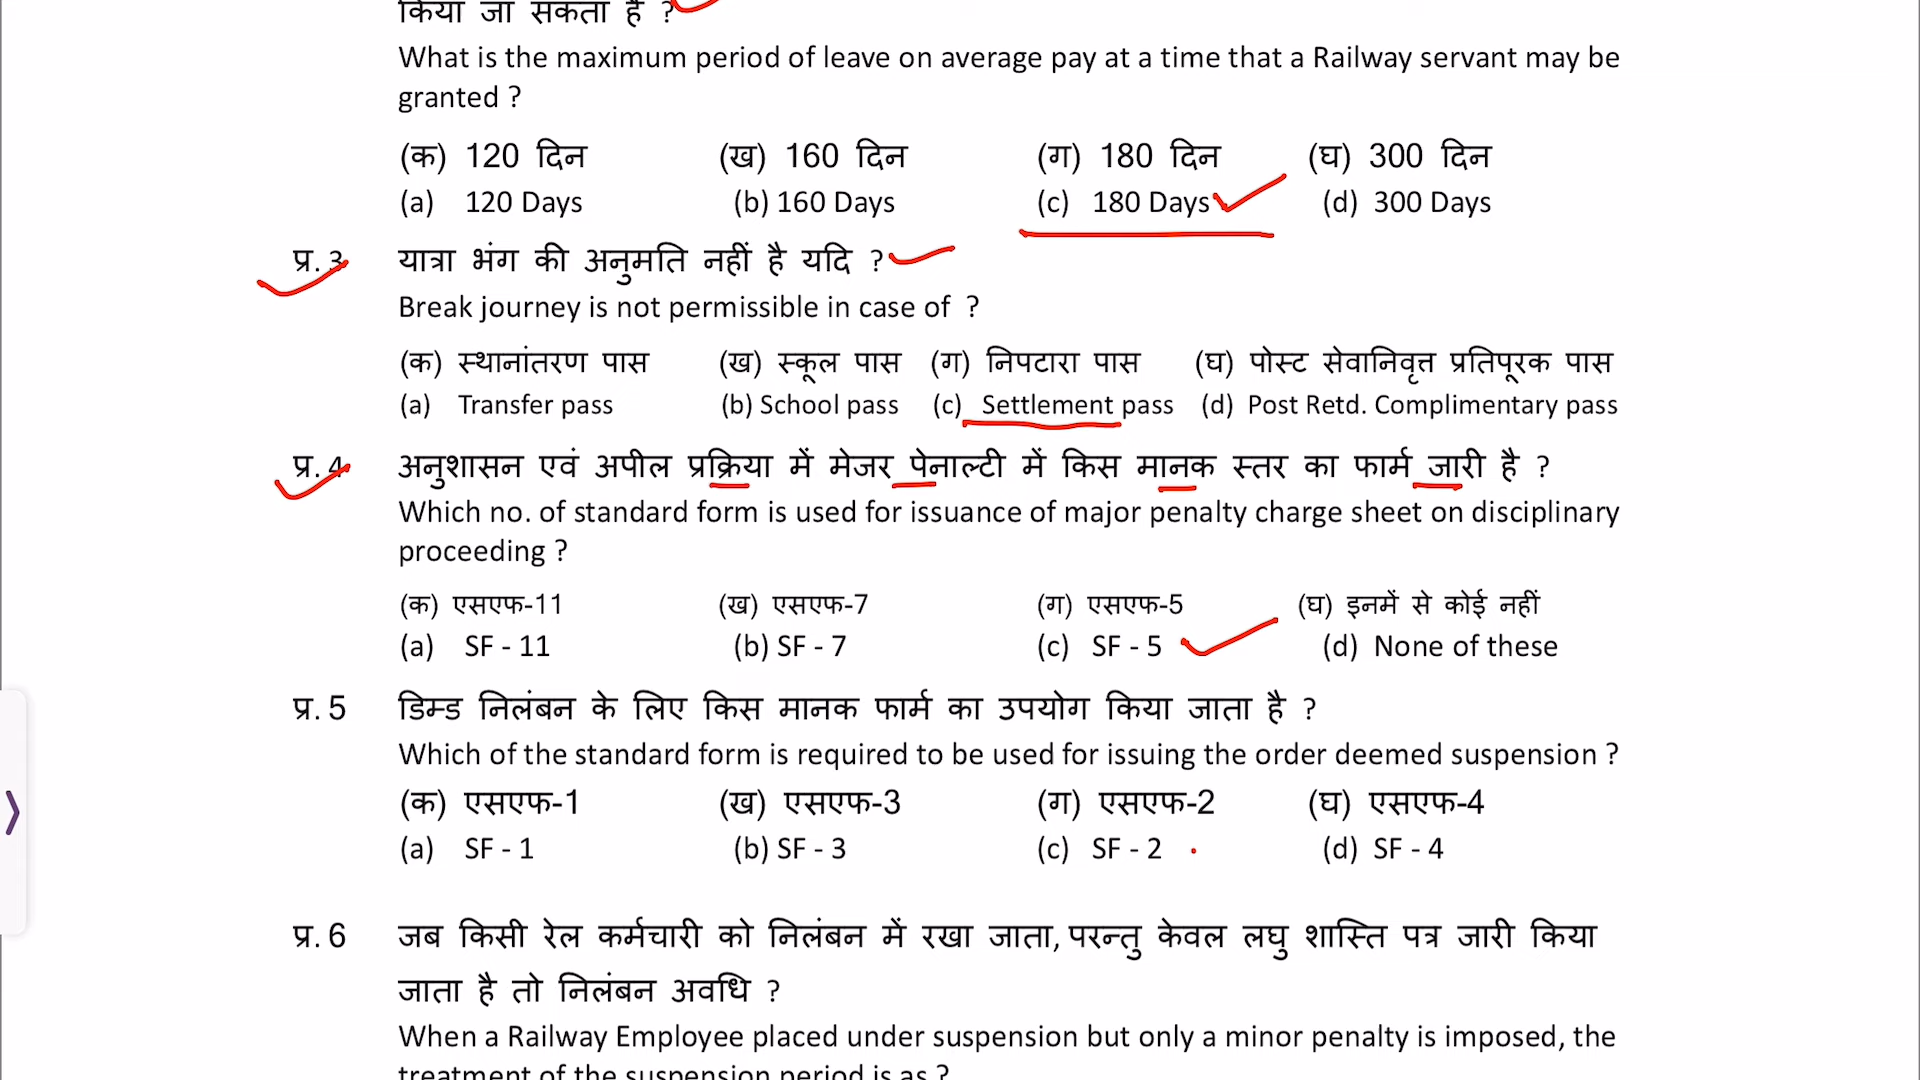 किया जा सकता है ?
What is the maximum period of leave on average pay at a time that a Railway servant may be
granted ?
(क) 120 दिन (ख) 160 दिन (ग) 180 दिन (घ) 300 दिन
(a) 120 Days (b) 160 Days (c) 180 Days (d) 300 Days
प्र. 3 यात्रा भंग की अनुमति नहीं है यदि ?
Break journey is not permissible in case of ?
(क) स्थानांतरण पास (ख) स्कूल पास (ग) निपटारा पास (घ) पोस्ट सेवानिवृत्त प्रतिपूरक पास
(a) Transfer pass (b) School pass (c) Settlement pass (d) Post Retd. Complimentary pass
प्र. 4 अनुशासन एवं अपील प्रक्रिया में मेजर पेनाल्टी में किस मानक स्तर का फार्म जारी है ?
Which no. of standard form is used for issuance of major penalty charge sheet on disciplinary
proceeding ?
(क) एसएफ-11 (ख) एसएफ-7 (ग) एसएफ-5 (घ) इनमें से कोई नहीं
(a) SF - 11 (b) SF - 7 (c) SF - 5 (d) None of these
प्र. 5 डिम्ड निलंबन के लिए किस मानक फार्म का उपयोग किया जाता है ?
Which of the standard form is required to be used for issuing the order deemed suspension ?
(क) एसएफ-1 (ख) एसएफ-3 (ग) एसएफ-2 (घ) एसएफ-4
(a) SF - 1 (b) SF - 3 (c) SF - 2 (d) SF - 4
प्र. 6 जब किसी रेल कर्मचारी को निलंबन में रखा जाता, परन्तु केवल लघु शास्ति पत्र जारी किया
जाता है तो निलंबन अवधि ?
When a Railway Employee placed under suspension but only a minor penalty is imposed, the
treatment of the suspension period is as ?